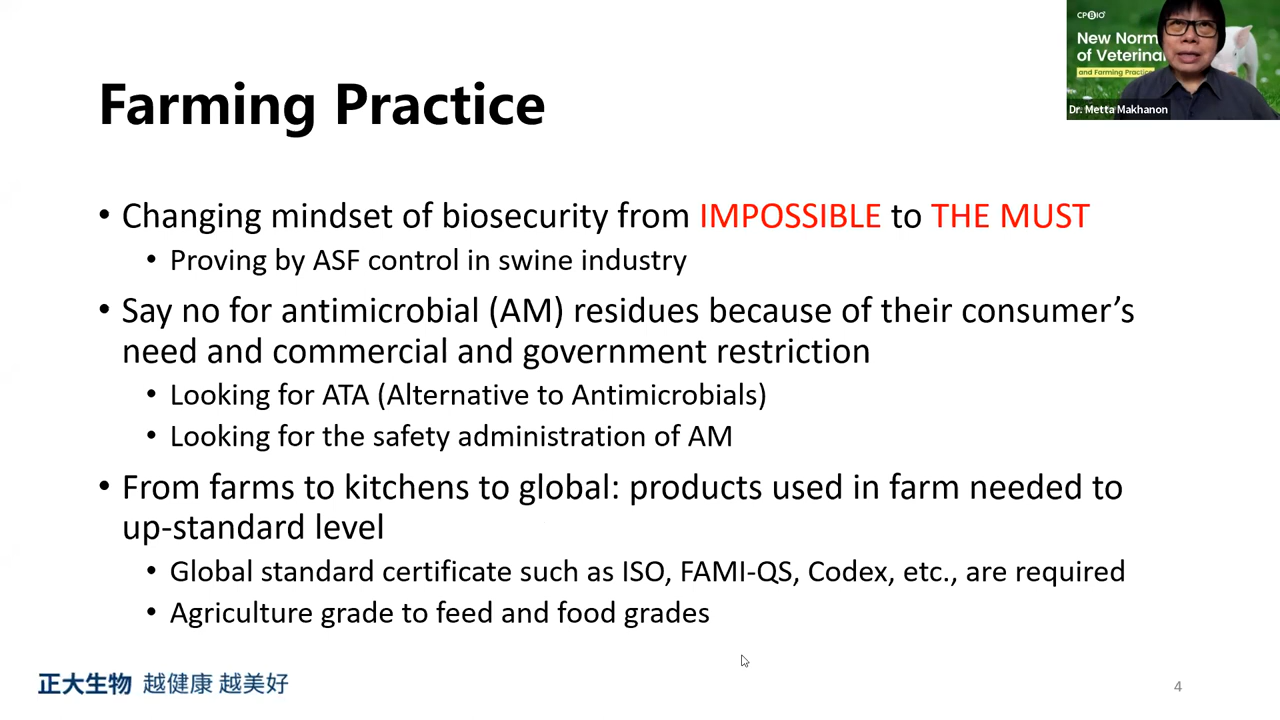 CPBIO
New Norm
of Veterina
and Farming Practic
Dr. Metta Makhanon
Farming Practice
• Changing mindset of biosecurity from IMPOSSIBLE to THE MUST
• Proving by ASF control in swine industry
• Say no for antimicrobial (AM) residues because of their consumer’s
need and commercial and government restriction
• Looking for ATA (Alternative to Antimicrobials)
• Looking for the safety administration of AM
• From farms to kitchens to global: products used in farm needed to
up-standard level
• Global standard certificate such as ISO, FAMI-QS, Codex, etc., are required
• Agriculture grade to feed and food grades
正大生物 越健康 越美好
4